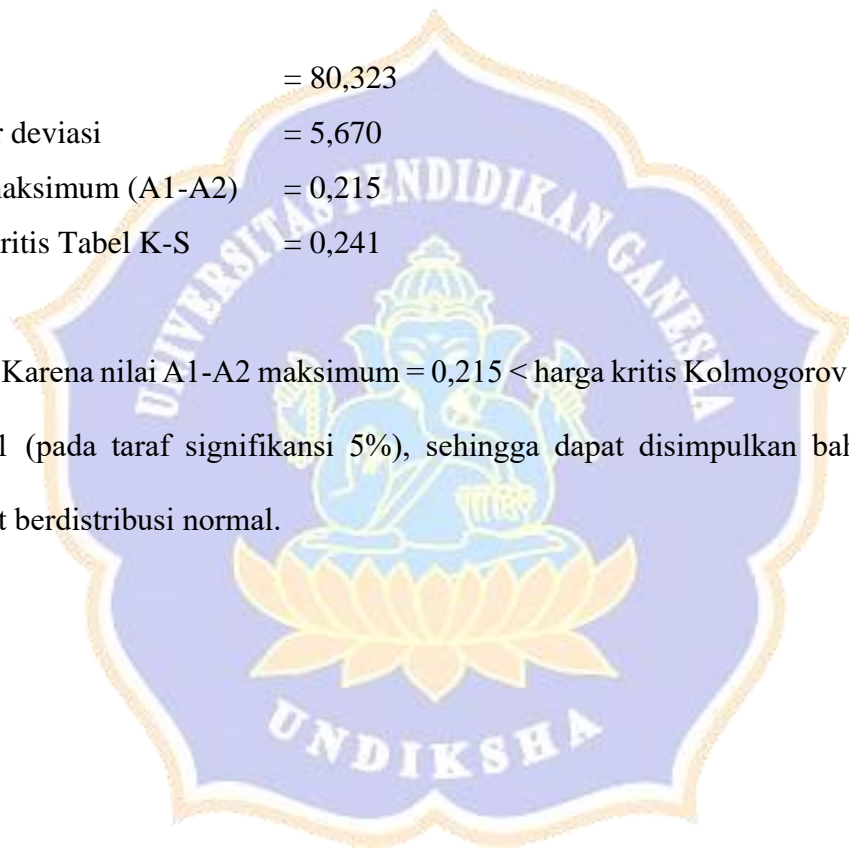 = 80,323
r deviasi = 5,670
maksimum (A1-A2) = 0,215
ritis Tabel K-S = 0,241
UNIVERSITAS PENDIDIKAN GANESHA
Karena nilai A1-A2 maksimum = 0,215 < harga kritis Kolmogorov
1 (pada taraf signifikansi 5%), sehingga dapat disimpulkan bah
t berdistribusi normal.
UNDIKSHA